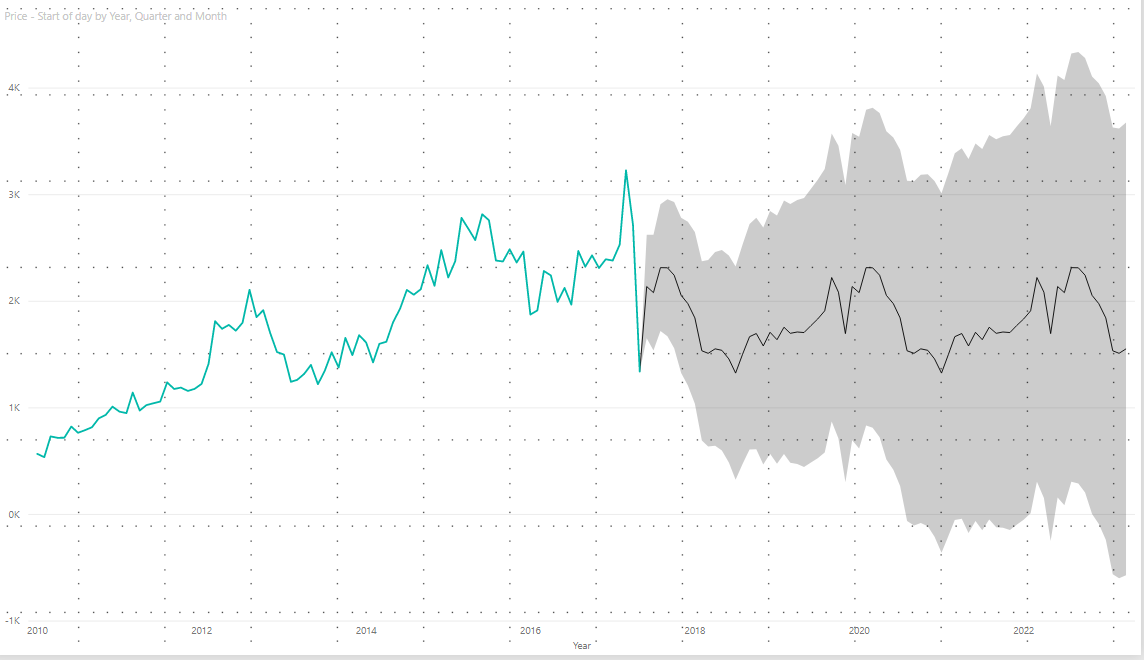 Price - Start of day by Year, Quarter and Month
4K
3K
2K
1K
0K
-1K
2010 2012 2014 2016 2018 2020 2022
Year